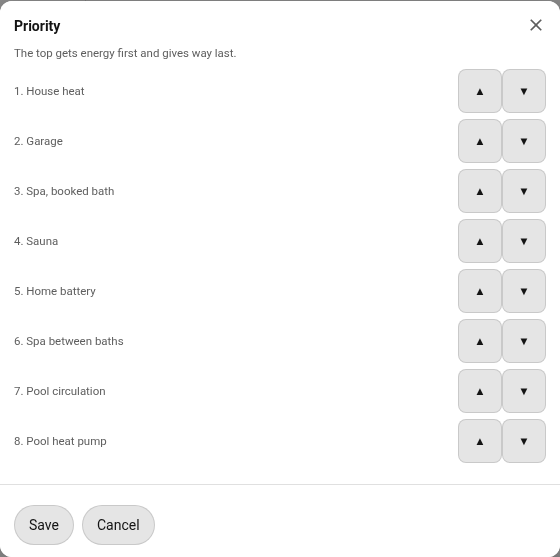 Priority
The top gets energy first and gives way last.
1. House heat ▲ ▼
2. Garage ▲ ▼
3. Spa, booked bath ▲ ▼
4. Sauna ▲ ▼
5. Home battery ▲ ▼
6. Spa between baths ▲ ▼
7. Pool circulation ▲ ▼
8. Pool heat pump ▲ ▼
Save Cancel